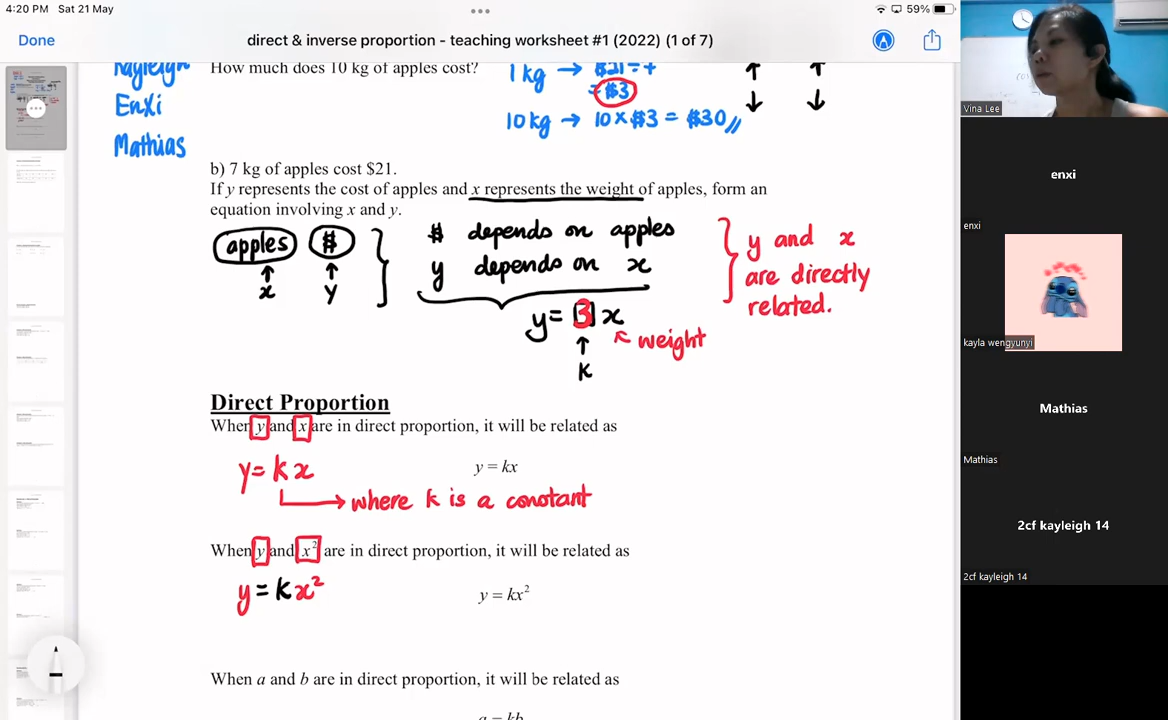 4:20 PM Sat 21 May
59%
Done
direct & inverse proportion - teaching worksheet #1 (2022) (1 of 7)
Kayleigh
EnXi
Mathias
How much does 10 kg of apples cost?
1 kg → $21 ÷ 7
= $3
10 kg → 10 × $3 = $30 //
b) 7 kg of apples cost $21.
If y represents the cost of apples and x represents the weight of apples, form an
equation involving x and y.
apples $
↑ ↑
x y
$ depends on apples
y depends on x
y = 3 x
weight
↑
k
y and x
are directly
related.
Direct Proportion
When y and x are in direct proportion, it will be related as
y = kx
y = kx
where k is a constant
When y and x² are in direct proportion, it will be related as
y = kx²
y = kx²
When a and b are in direct proportion, it will be related as
a = kb
Vina Lee
enxi
enxi
kayla wengyunyi
Mathias
Mathias
2cf kayleigh 14
2cf kayleigh 14